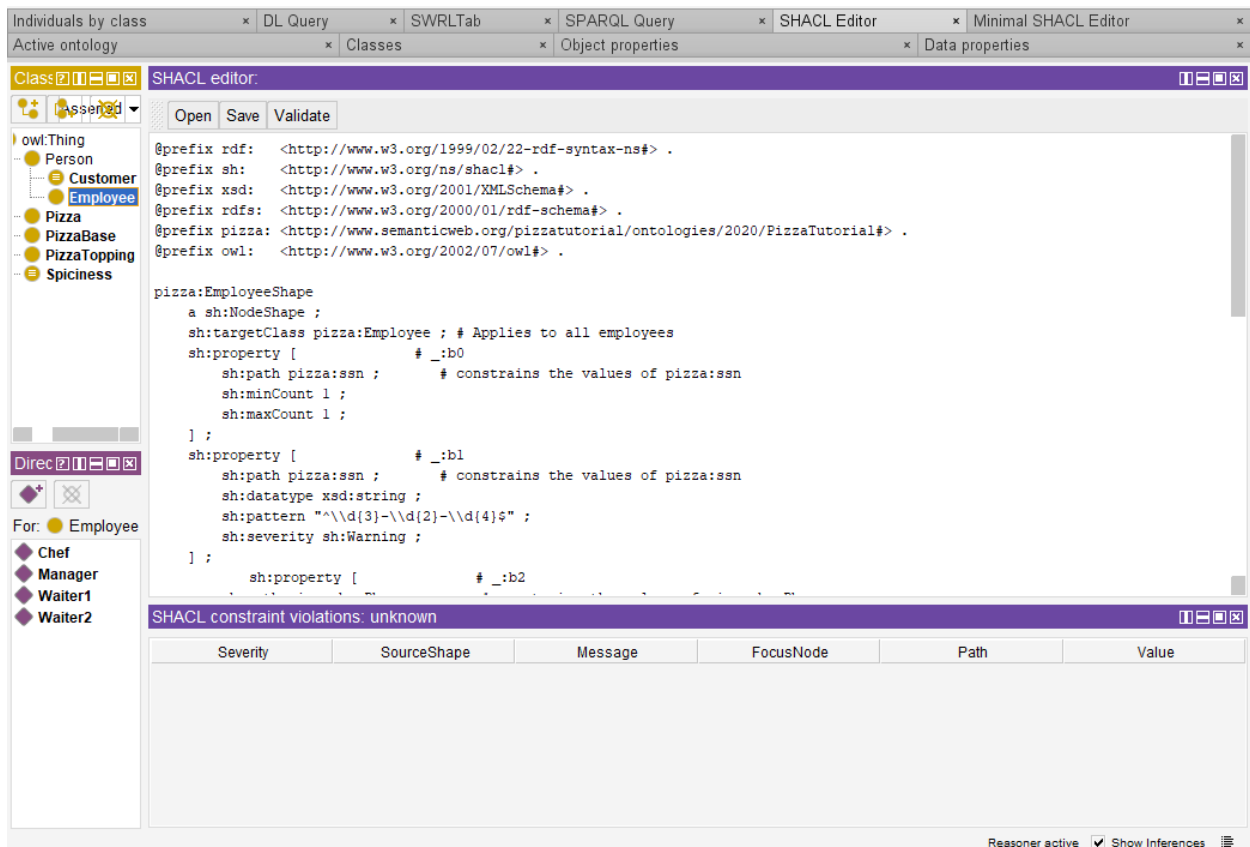 Individuals by class × DL Query × SWRLTab × SPARQL Query × SHACL Editor × Minimal SHACL Editor ×
Active ontology × Classes × Object properties × Data properties ×
Class
Asserted
owl:Thing
Person
Customer
Employee
Pizza
PizzaBase
PizzaTopping
Spiciness
SHACL editor:
Open Save Validate
@prefix rdf: <http://www.w3.org/1999/02/22-rdf-syntax-ns#> .
@prefix sh: <http://www.w3.org/ns/shacl#> .
@prefix xsd: <http://www.w3.org/2001/XMLSchema#> .
@prefix rdfs: <http://www.w3.org/2000/01/rdf-schema#> .
@prefix pizza: <http://www.semanticweb.org/pizzatutorial/ontologies/2020/PizzaTutorial#> .
@prefix owl: <http://www.w3.org/2002/07/owl#> .
pizza:EmployeeShape
a sh:NodeShape ;
sh:targetClass pizza:Employee ; # Applies to all employees
sh:property [ # _:b0
sh:path pizza:ssn ; # constrains the values of pizza:ssn
sh:minCount 1 ;
sh:maxCount 1 ;
] ;
sh:property [ # _:b1
sh:path pizza:ssn ; # constrains the values of pizza:ssn
sh:datatype xsd:string ;
sh:pattern "^\\d{3}-\\d{2}-\\d{4}$" ;
sh:severity sh:Warning ;
] ;
sh:property [ # _:b2
Direc
For: Employee
Chef
Manager
Waiter1
Waiter2
SHACL constraint violations: unknown
Severity SourceShape Message FocusNode Path Value
Reasoner active Show Inferences